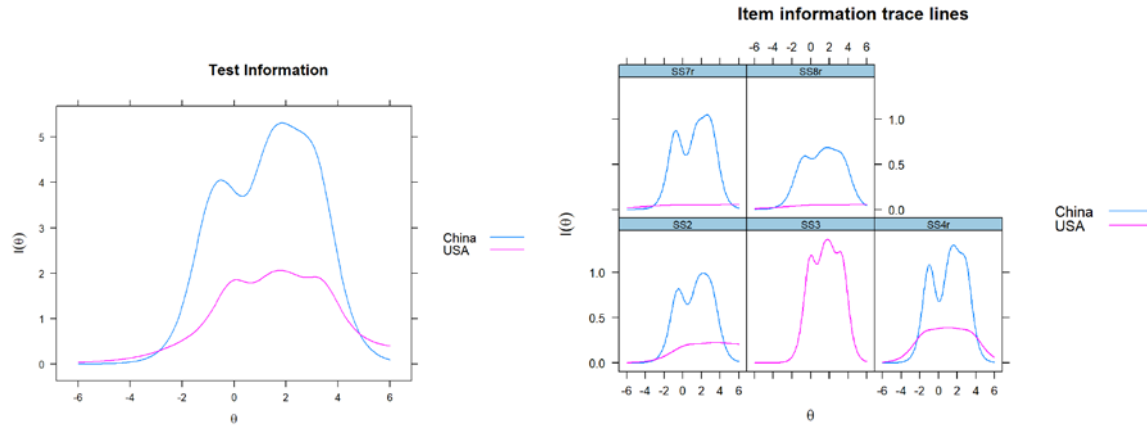 Test Information
I(θ)
5
4
3
2
1
0
-6 -4 -2 0 2 4 6
θ
China
USA
Item information trace lines
-6 -4 -2 0 2 4 6
SS7r SS8r
1.0
0.5
0.0
SS2 SS3 SS4r
1.0
0.5
0.0
I(θ)
-6 -4 -2 0 2 4 6 -6 -4 -2 0 2 4 6
θ
China
USA